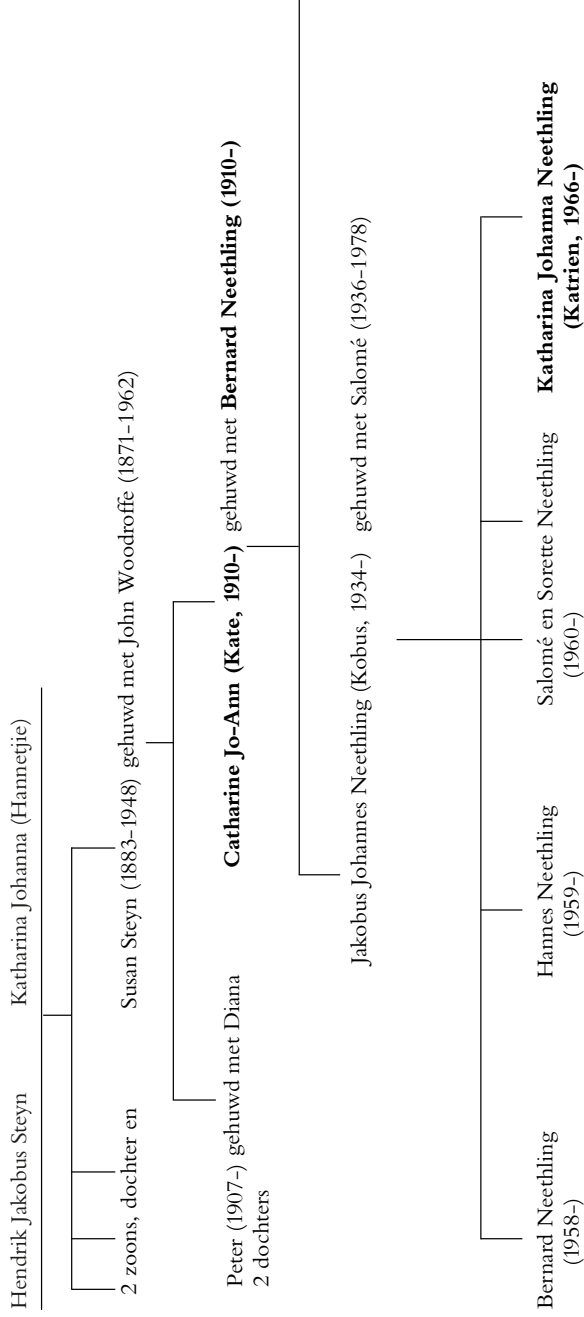 Hendrik Jakobus Steyn Katharina Johanna (Hannetjie)
2 zoons, dochter en Susan Steyn (1883-1948) gehuwd met John Woodroffe (1871-1962)
Peter (1907-) gehuwd met Diana
2 dochters
Catharine Jo-Ann (Kate, 1910-) gehuwd met Bernard Neethling (1910-)
Jakobus Johannes Neethling (Kobus, 1934-) gehuwd met Salomé (1936-1978)
Bernard Neethling
(1958-)
Hannes Neethling
(1959-)
Salomé en Sorette Neethling
(1960-)
Katharina Johanna Neethling
(Katrien, 1966-)